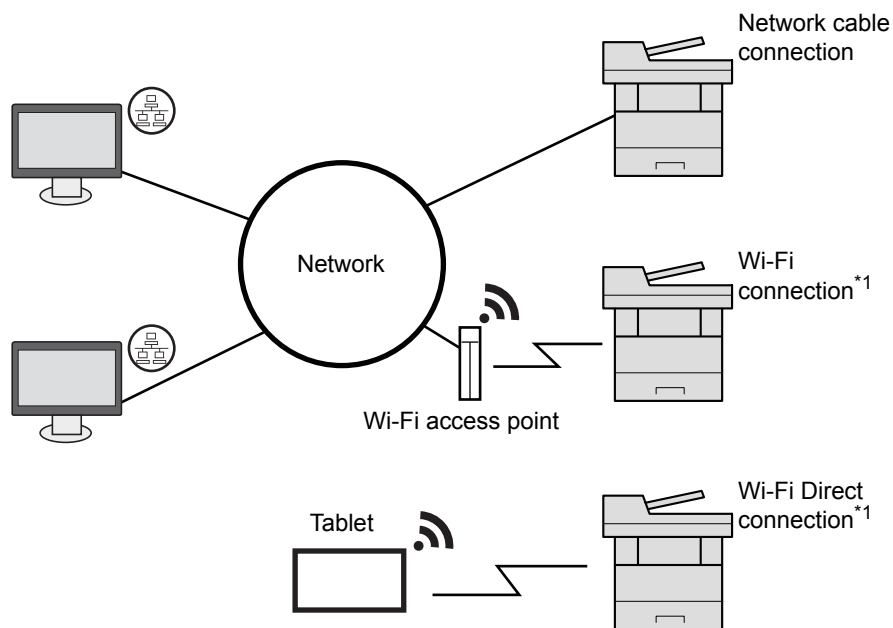 Network cable
connection
Network
Wi-Fi
connection*1
Wi-Fi access point
Wi-Fi Direct
connection*1
Tablet